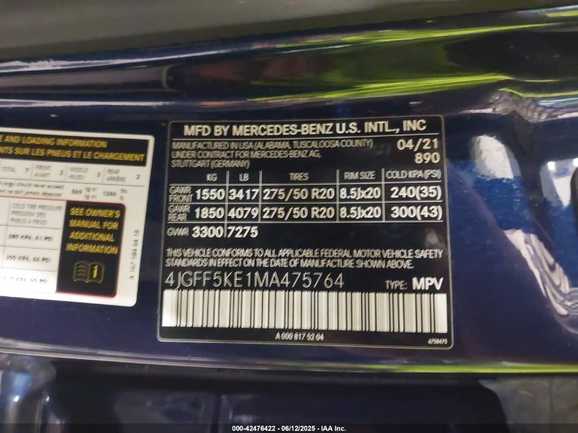 E AND LOADING INFORMATION
ENTS SUR LES PNEUS ET LE CHARGEMENT
SEE OWNER'S
MANUAL FOR
ADDITIONAL
INFORMATION
MFD BY MERCEDES-BENZ U.S. INTL., INC
MANUFACTURED IN USA (ALABAMA, TUSCALOOSA COUNTY) 04/21
UNDER CONTRACT FOR MERCEDES-BENZ AG, 890
STUTTGART (GERMANY)
KG LB TIRES RIM SIZE COLD KPA(PSI)
GAWR FRONT 1550 3417 275/50 R20 8.5Jx20 240(35)
GAWR REAR 1850 4079 275/50 R20 8.5Jx20 300(43)
GVWR 3300 7275
THIS VEHICLE CONFORMS TO ALL APPLICABLE FEDERAL MOTOR VEHICLE SAFETY
STANDARDS IN EFFECT ON THE DATE OF MANUFACTURE SHOWN ABOVE.
4JGFF5KE1MA475764 TYPE: MPV
A 000 817 52 04
000-42476422 - 06/12/2025 - IAA Inc.